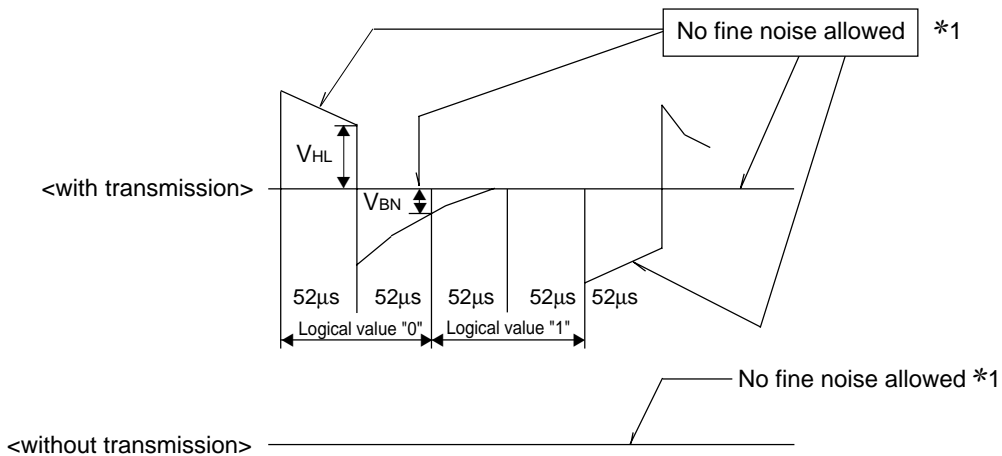 No fine noise allowed *1
VHL
<with transmission>
VBN
52µs 52µs 52µs 52µs 52µs
Logical value "0" Logical value "1"
No fine noise allowed *1
<without transmission>